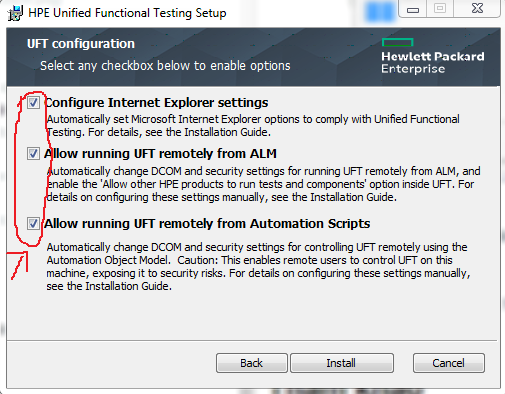 HPE Unified Functional Testing Setup
UFT configuration
Select any checkbox below to enable options
Hewlett Packard
Enterprise
Configure Internet Explorer settings
Automatically set Microsoft Internet Explorer options to comply with Unified Functional
Testing. For details, see the Installation Guide.
Allow running UFT remotely from ALM
Automatically change DCOM and security settings for running UFT remotely from ALM, and
enable the 'Allow other HPE products to run tests and components' option inside UFT. For
details on configuring these settings manually, see the Installation Guide.
Allow running UFT remotely from Automation Scripts
Automatically change DCOM and security settings for controlling UFT remotely using the
Automation Object Model.  Caution: This enables remote users to control UFT on this
machine, exposing it to security risks. For details on configuring these settings manually,
see the Installation Guide.
Back Install Cancel